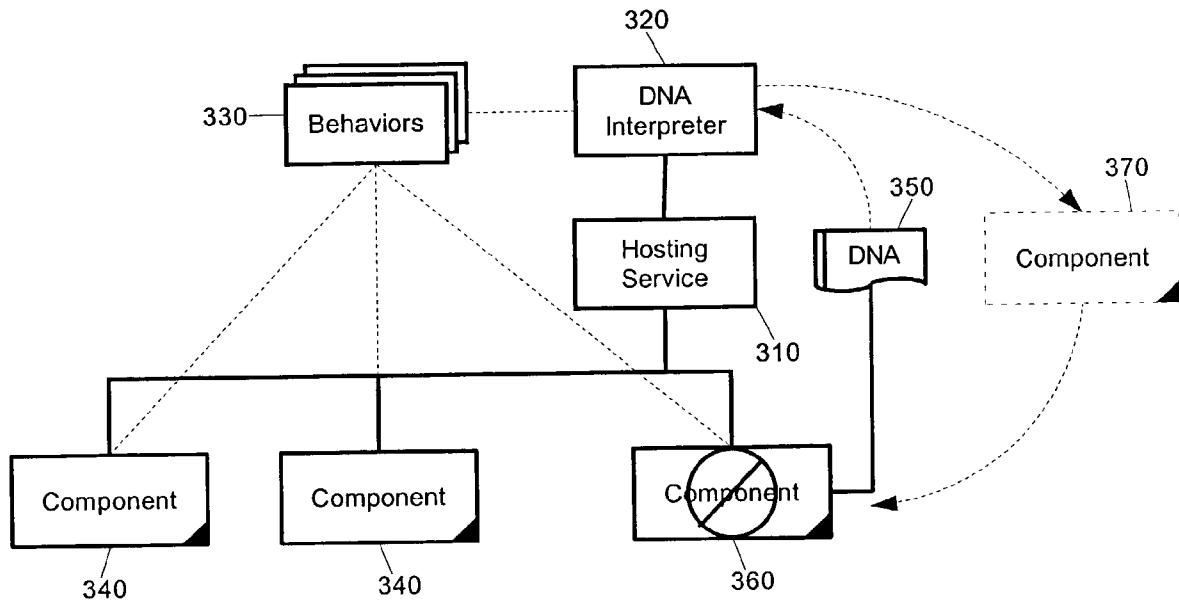 320
330
Behaviors
DNA
Interpreter
370
350
Hosting
Service
DNA
Component
310
Component
Component
Component
340
340
360